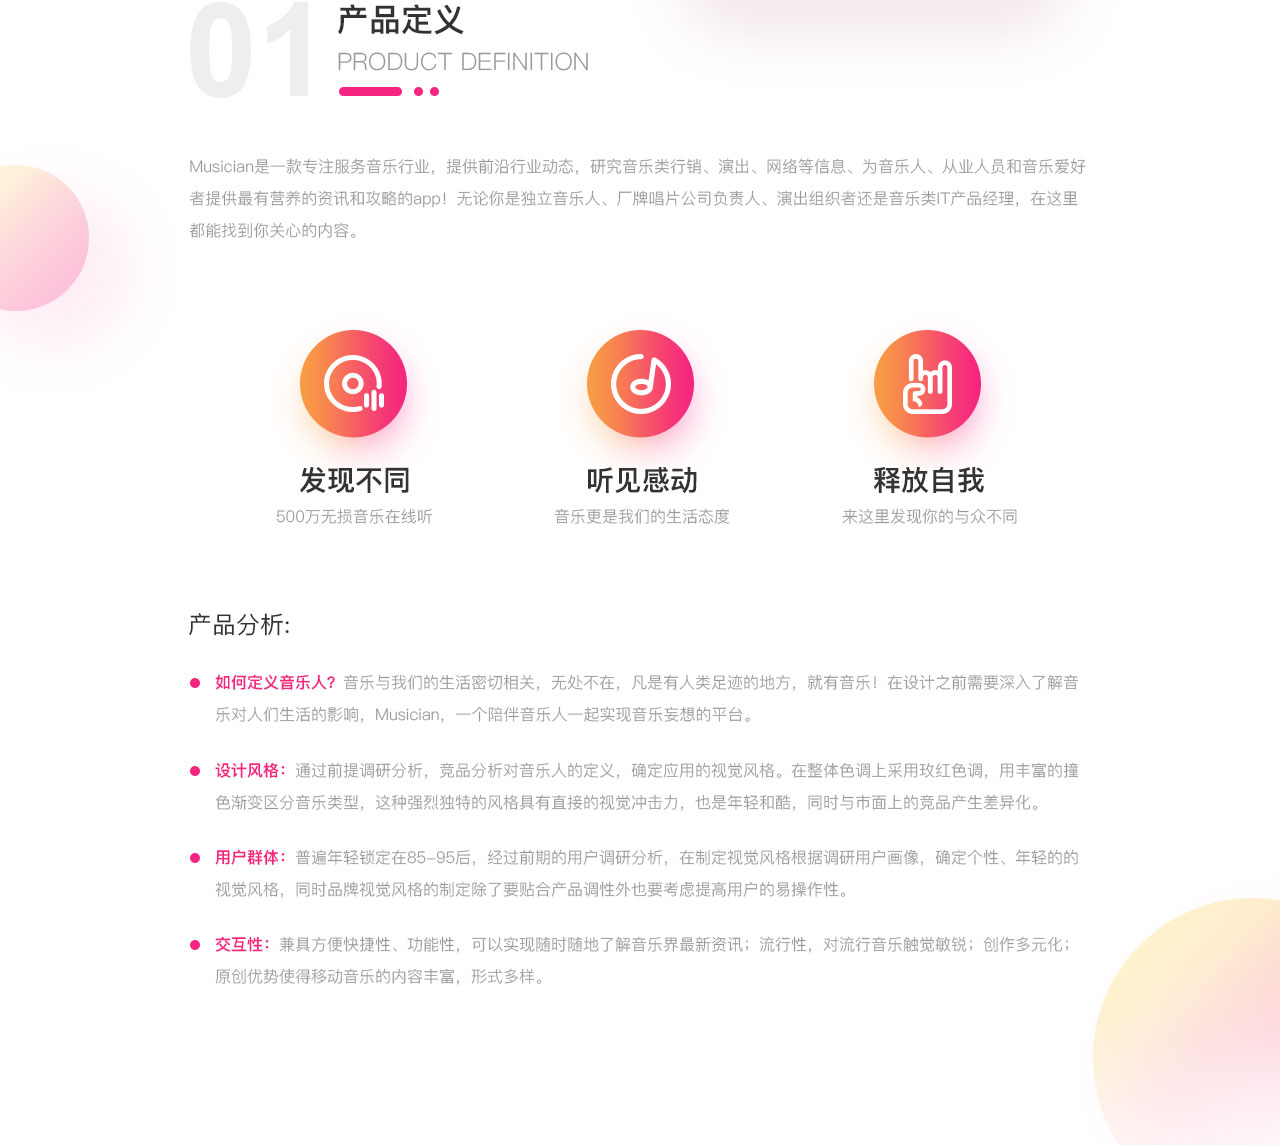 01
产品定义
PRODUCT DEFINITION
Musician是一款专注服务音乐行业，提供前沿行业动态，研究音乐类行销、演出、网络等信息、为音乐人、从业人员和音乐爱好
者提供最有营养的资讯和攻略的app！无论你是独立音乐人、厂牌唱片公司负责人、演出组织者还是音乐类IT产品经理，在这里
都能找到你关心的内容。
发现不同
500万无损音乐在线听
听见感动
音乐更是我们的生活态度
释放自我
来这里发现你的与众不同
产品分析:
如何定义音乐人？音乐与我们的生活密切相关，无处不在，凡是有人类足迹的地方，就有音乐！在设计之前需要深入了解音
乐对人们生活的影响，Musician，一个陪伴音乐人一起实现音乐妄想的平台。
设计风格：通过前提调研分析，竞品分析对音乐人的定义，确定应用的视觉风格。在整体色调上采用玫红色调，用丰富的撞
色渐变区分音乐类型，这种强烈独特的风格具有直接的视觉冲击力，也是年轻和酷，同时与市面上的竞品产生差异化。
用户群体：普遍年轻锁定在85-95后，经过前期的用户调研分析，在制定视觉风格根据调研用户画像，确定个性、年轻的的
视觉风格，同时品牌视觉风格的制定除了要贴合产品调性外也要考虑提高用户的易操作性。
交互性：兼具方便快捷性、功能性，可以实现随时随地了解音乐界最新资讯；流行性，对流行音乐触觉敏锐；创作多元化；
原创优势使得移动音乐的内容丰富，形式多样。